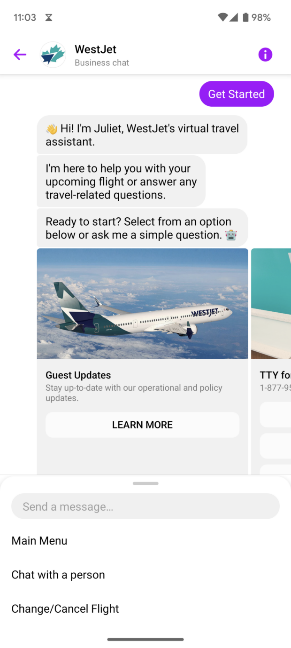 11:03
98%
WestJet
Business chat
Get Started
👋 Hi! I'm Juliet, WestJet's virtual travel
assistant.
I'm here to help you with your
upcoming flight or answer any
travel-related questions.
Ready to start? Select from an option
below or ask me a simple question. 🤖
WESTJET
Guest Updates
Stay up-to-date with our operational and policy
updates.
LEARN MORE
TTY fo
1-877-95
Send a message...
Main Menu
Chat with a person
Change/Cancel Flight